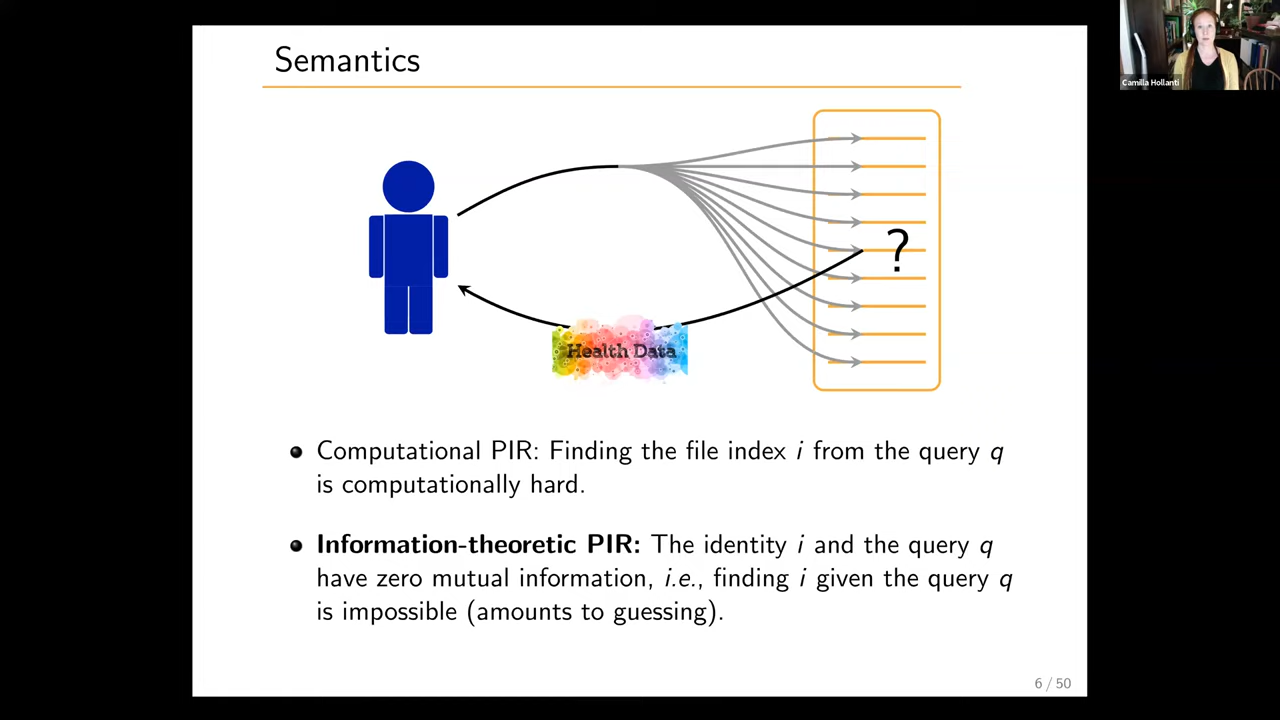 Semantics
Camilla Hollanti
?
Health Data
Computational PIR: Finding the file index i from the query q
is computationally hard.
Information-theoretic PIR: The identity i and the query q
have zero mutual information, i.e., finding i given the query q
is impossible (amounts to guessing).
6 / 50